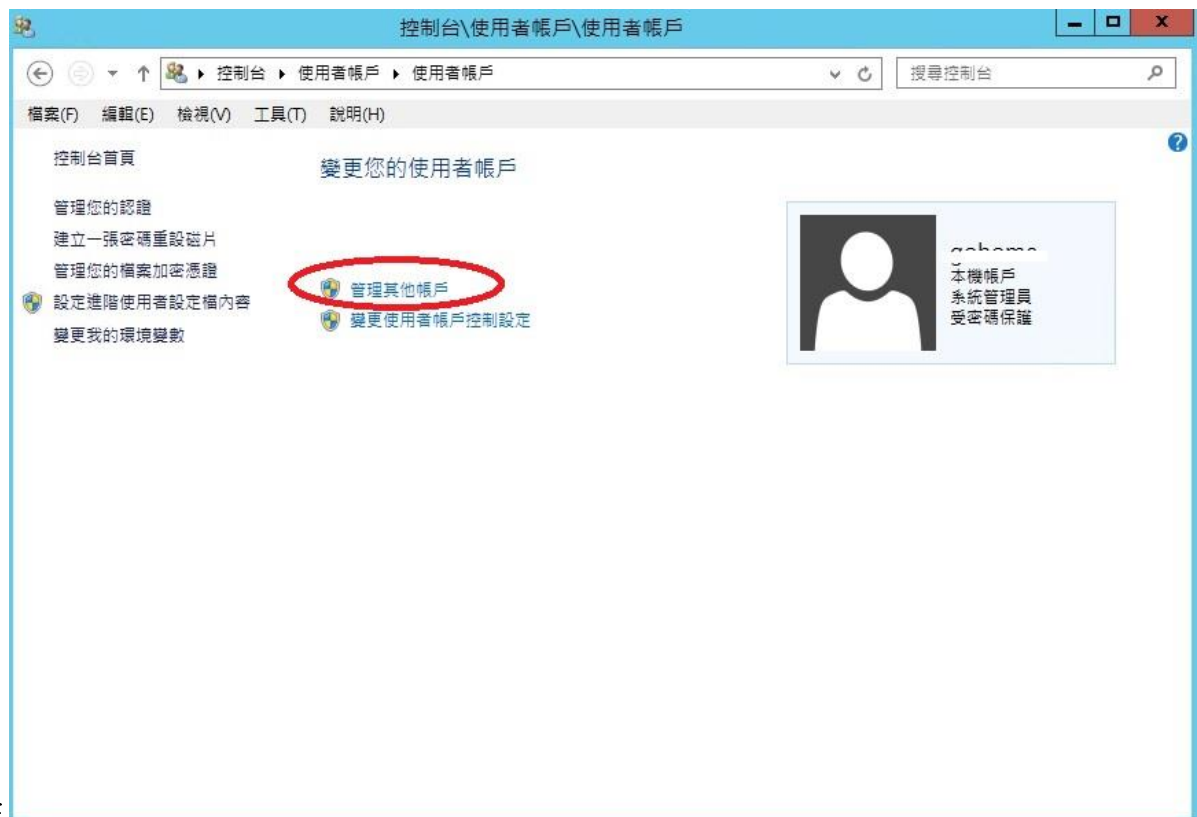 控制台\使用者帳戶\使用者帳戶
控制台 使用者帳戶 使用者帳戶
搜尋控制台
檔案(F) 編輯(E) 檢視(V) 工具(T) 說明(H)
控制台首頁
管理您的認證
建立一張密碼重設磁片
管理您的檔案加密憑證
設定進階使用者設定檔內容
變更我的環境變數
變更您的使用者帳戶
管理其他帳戶
變更使用者帳戶控制設定
本機帳戶
系統管理員
受密碼保護